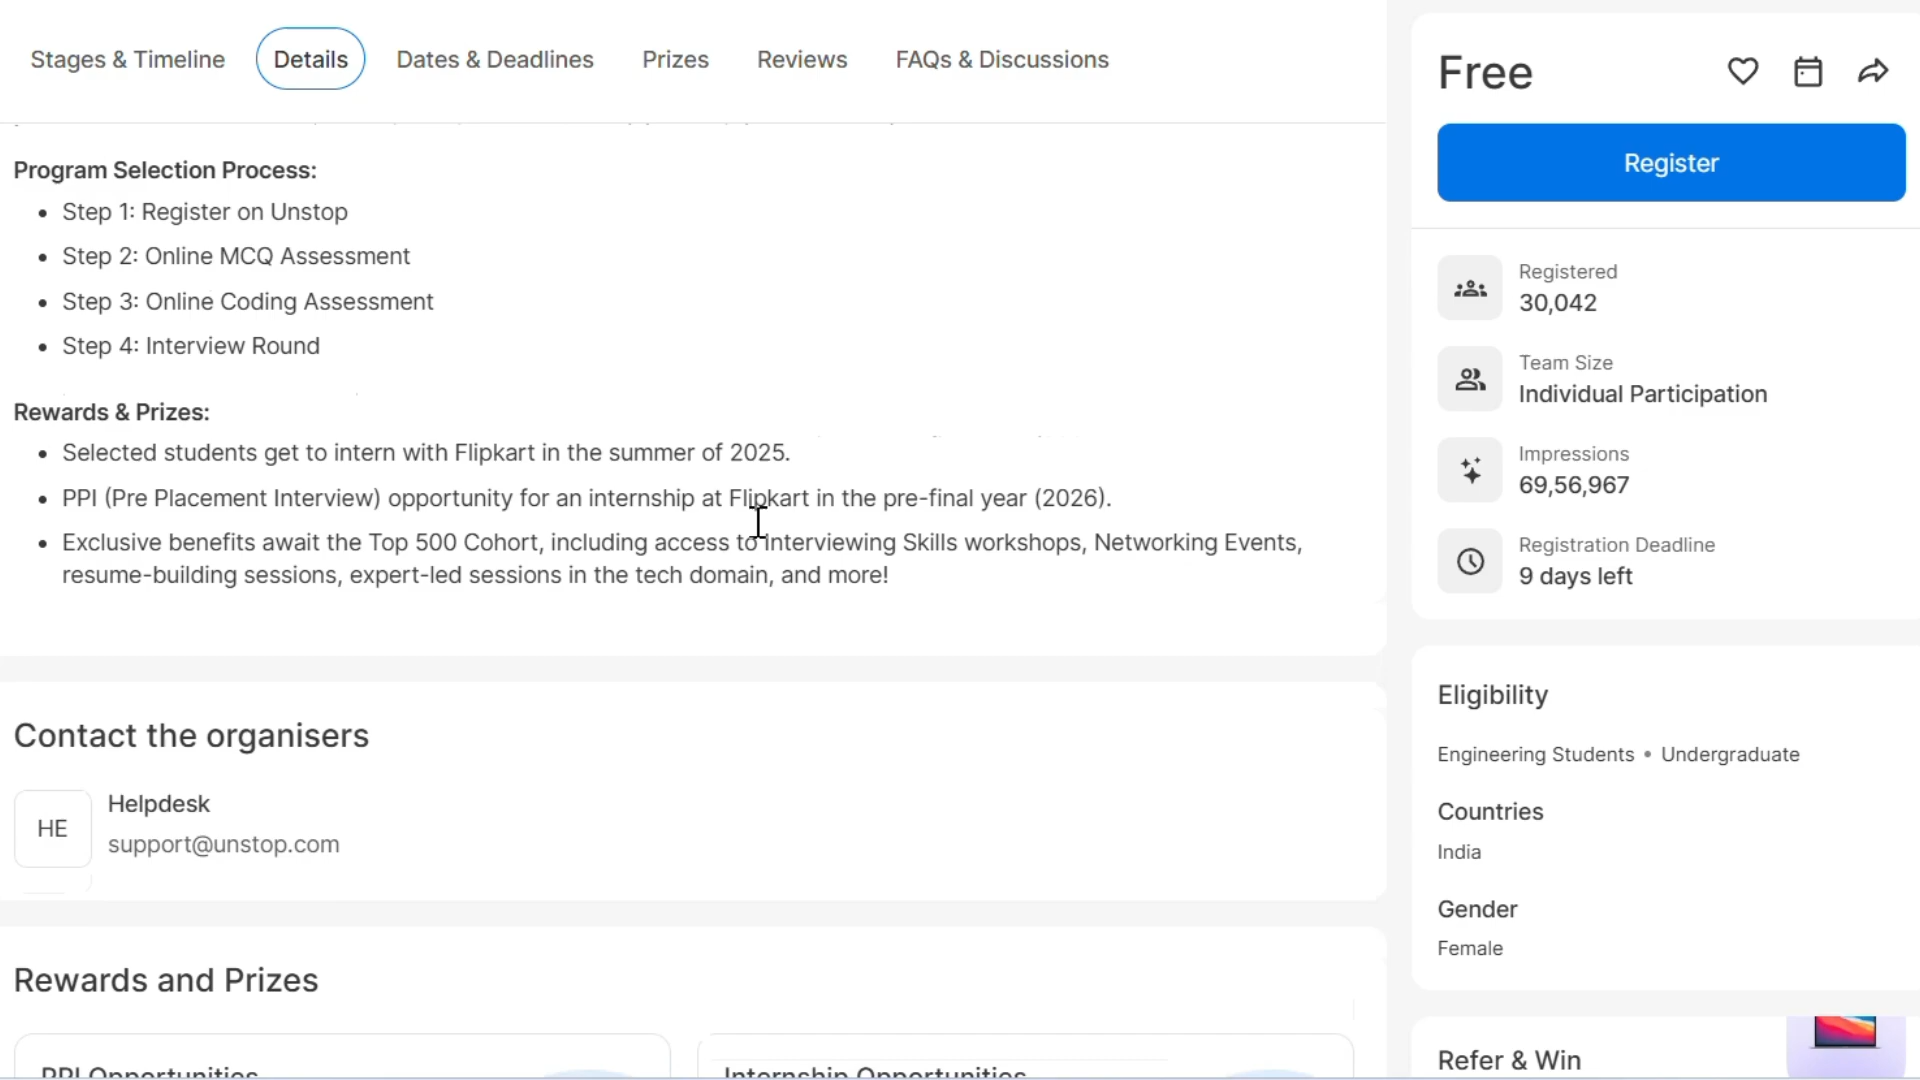 Stages & Timeline
Details
Dates & Deadlines
Prizes
Reviews
FAQs & Discussions
Program Selection Process:
• Step 1: Register on Unstop
• Step 2: Online MCQ Assessment
• Step 3: Online Coding Assessment
• Step 4: Interview Round
Rewards & Prizes:
• Selected students get to intern with Flipkart in the summer of 2025.
• PPI (Pre Placement Interview) opportunity for an internship at Flipkart in the pre-final year (2026).
• Exclusive benefits await the Top 500 Cohort, including access to Interviewing Skills workshops, Networking Events,
resume-building sessions, expert-led sessions in the tech domain, and more!
Contact the organisers
HE
Helpdesk
support@unstop.com
Rewards and Prizes
PPI Opportunities
Internship Opportunities
Free
Register
Registered
30,042
Team Size
Individual Participation
Impressions
69,56,967
Registration Deadline
9 days left
Eligibility
Engineering Students • Undergraduate
Countries
India
Gender
Female
Refer & Win